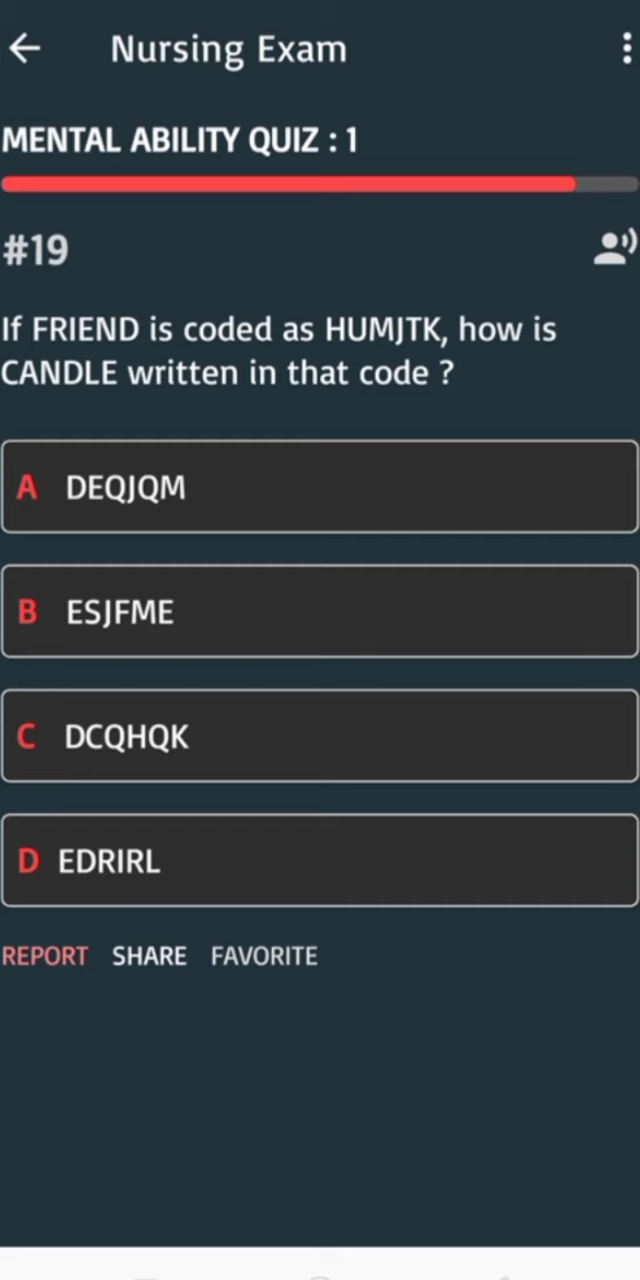 Nursing Exam
MENTAL ABILITY QUIZ : 1
#19
If FRIEND is coded as HUMJTK, how is
CANDLE written in that code ?
A DEQJQM
B ESJFME
C DCQHQK
D EDRIRL
REPORT SHARE FAVORITE